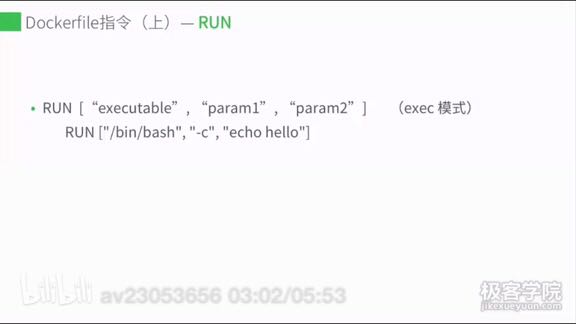 Dockerfile指令（上）— RUN
• RUN [ “executable”, “param1”, “param2” ] （exec 模式）
RUN ["/bin/bash", "-c", "echo hello"]
bilibili av23053656 03:02/05:53
极客学院
jikexueyuan.com